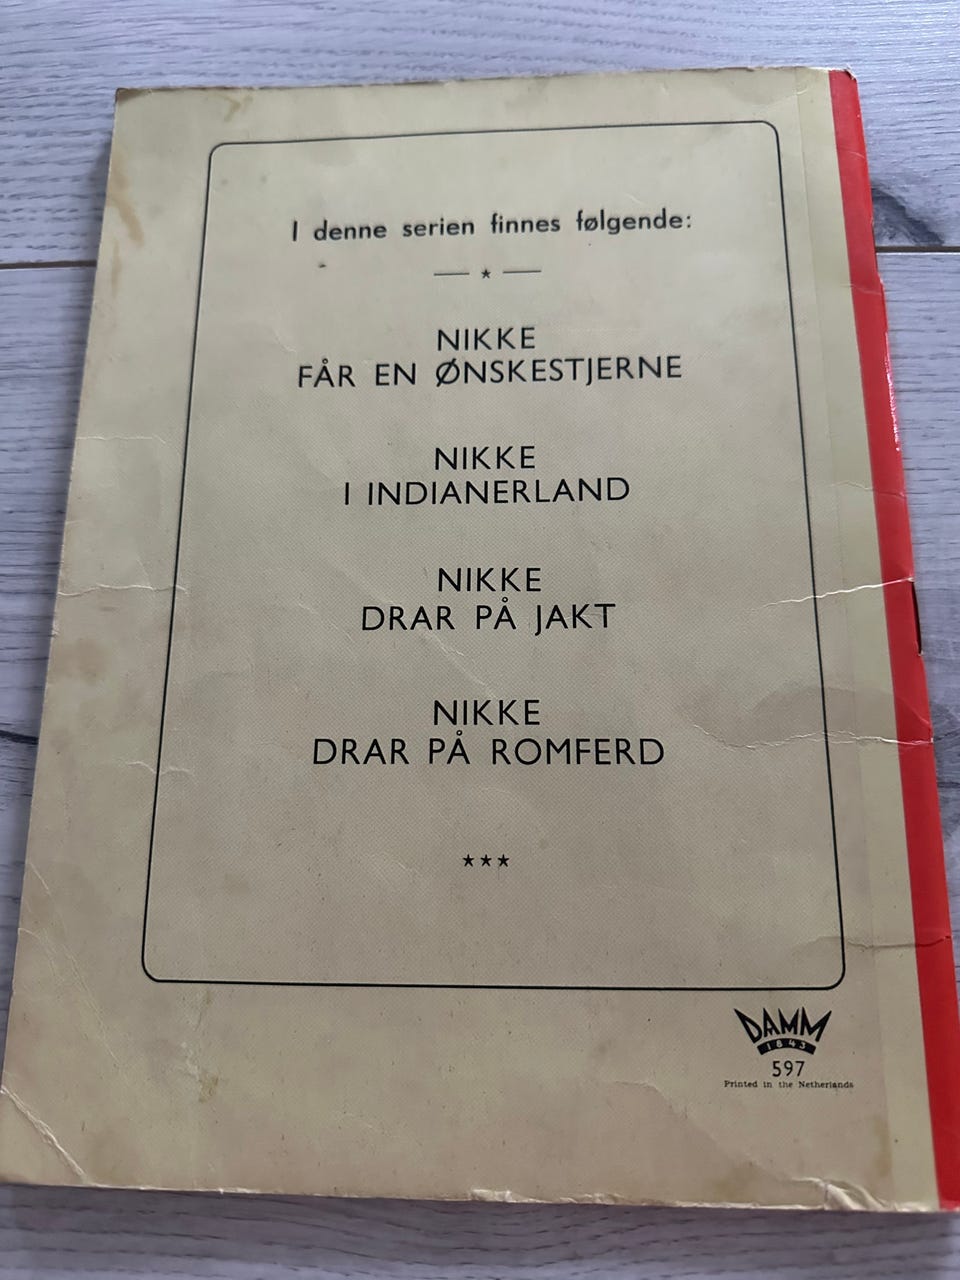 I denne serien finnes følgende:
NIKKE
FÅR EN ØNSKESTJERNE
NIKKE
I INDIANERLAND
NIKKE
DRAR PÅ JAKT
NIKKE
DRAR PÅ ROMFERD
DAMM
1843
597
Printed in the Netherlands